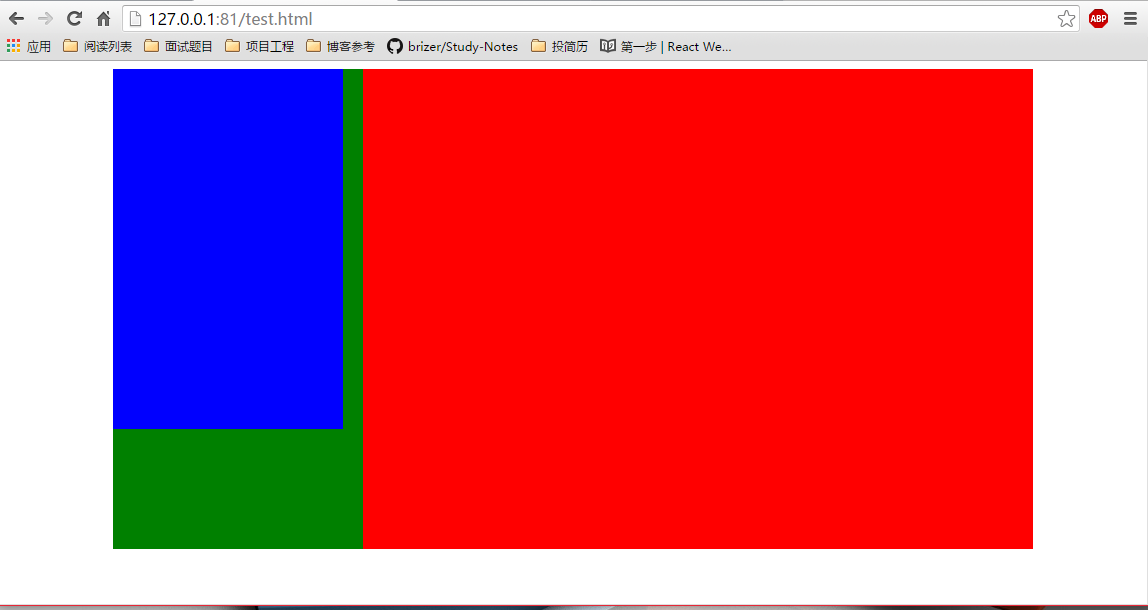 127.0.0.1:81/test.html
ABP
应用 阅读列表 面试题目 项目工程 博客参考 brizer/Study-Notes 投简历 第一步 | React We...